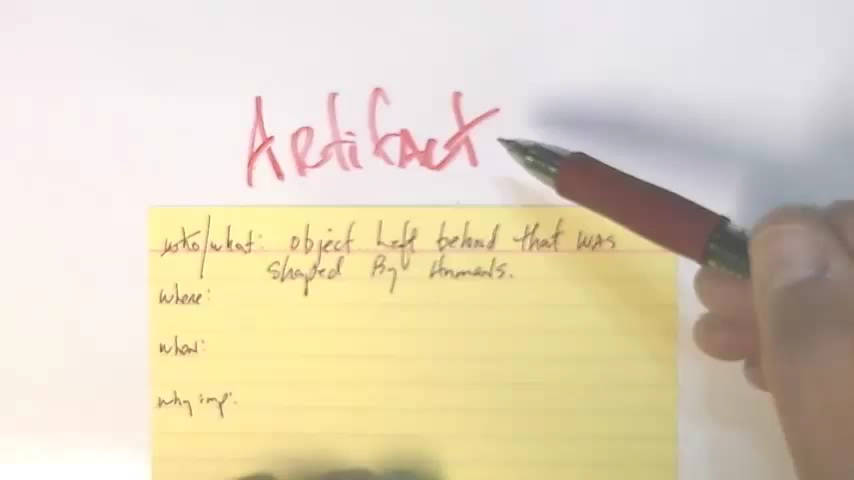 Artifact
who/what: object left behind that was
shaped By Humans.
where:
when:
why imp: